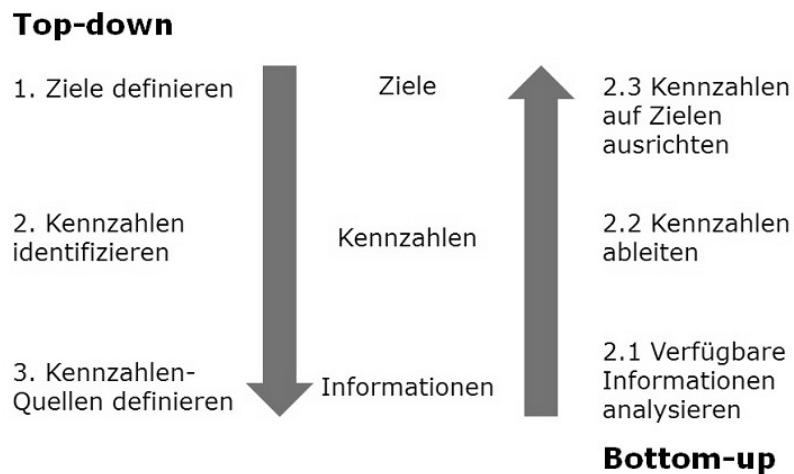 Top-down
1. Ziele definieren
Ziele
2.3 Kennzahlen
auf Zielen
ausrichten
2. Kennzahlen
identifizieren
Kennzahlen
2.2 Kennzahlen
ableiten
3. Kennzahlen-
Quellen definieren
Informationen
2.1 Verfügbare
Informationen
analysieren
Bottom-up